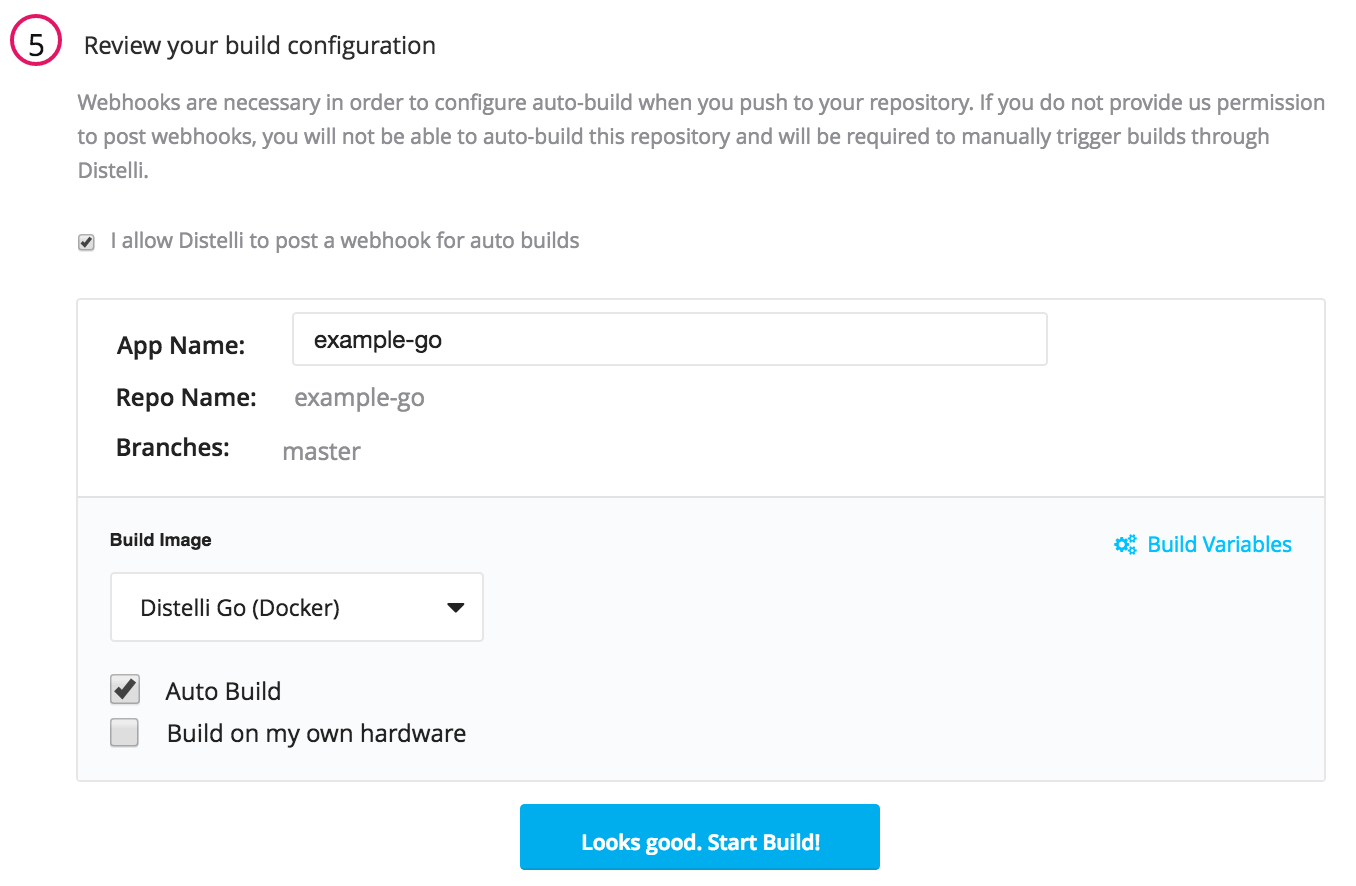 5
Review your build configuration
Webhooks are necessary in order to configure auto-build when you push to your repository. If you do not provide us permission
to post webhooks, you will not be able to auto-build this repository and will be required to manually trigger builds through
Distelli.
I allow Distelli to post a webhook for auto builds
App Name: example-go
Repo Name: example-go
Branches: master
Build Image
Build Variables
Distelli Go (Docker)
Auto Build
Build on my own hardware
Looks good. Start Build!